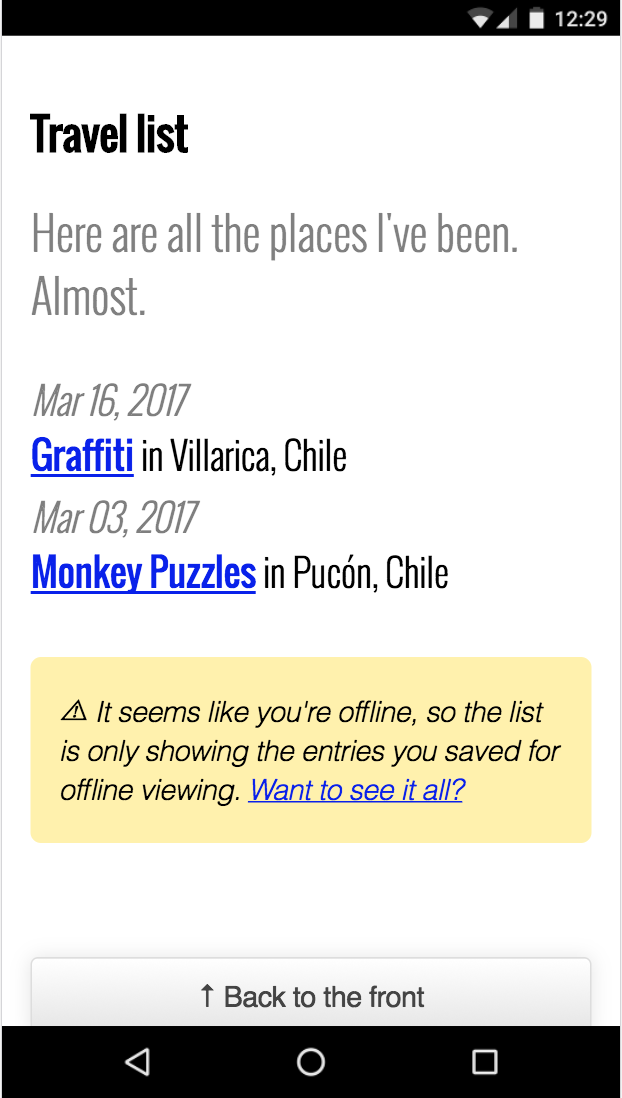 12:29
Travel list
Here are all the places I've been.
Almost.
Mar 16, 2017
Graffiti in Villarica, Chile
Mar 03, 2017
Monkey Puzzles in Pucón, Chile
⚠ It seems like you're offline, so the list
is only showing the entries you saved for
offline viewing. Want to see it all?
↑ Back to the front